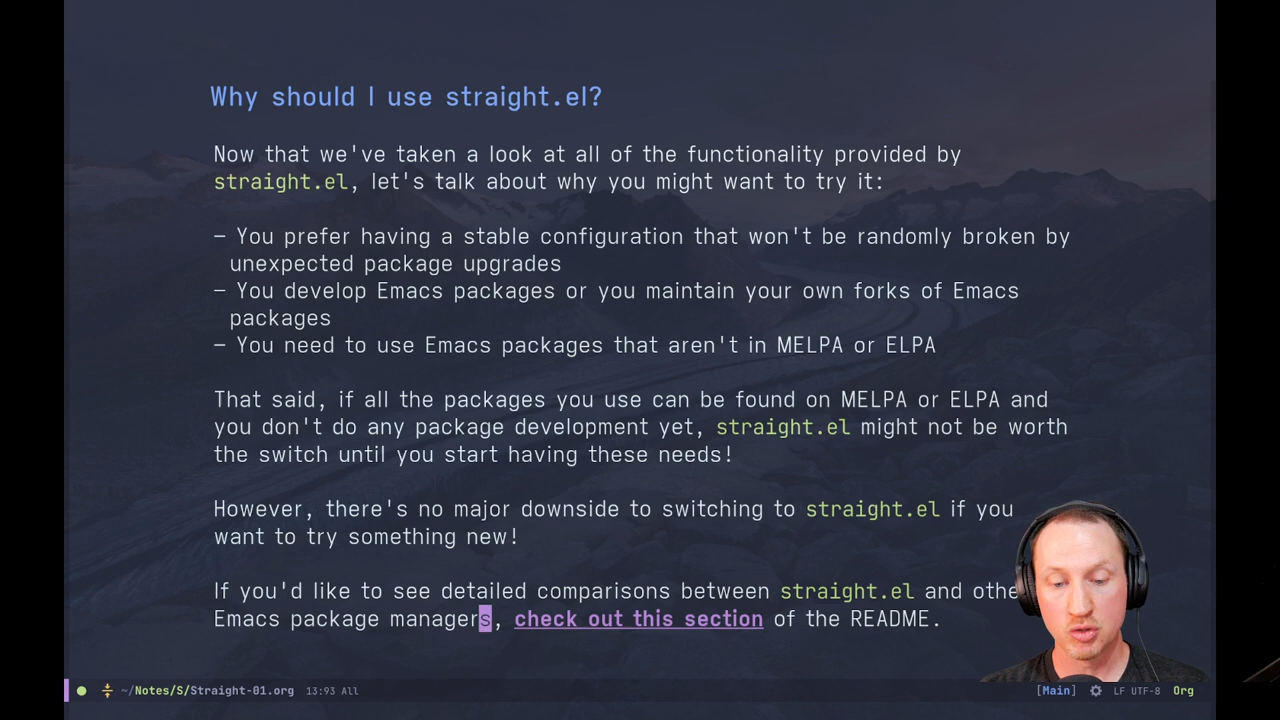 Why should I use straight.el?
Now that we've taken a look at all of the functionality provided by
straight.el, let's talk about why you might want to try it:
– You prefer having a stable configuration that won't be randomly broken by
unexpected package upgrades
– You develop Emacs packages or you maintain your own forks of Emacs
packages
– You need to use Emacs packages that aren't in MELPA or ELPA
That said, if all the packages you use can be found on MELPA or ELPA and
you don't do any package development yet, straight.el might not be worth
the switch until you start having these needs!
However, there's no major downside to switching to straight.el if you
want to try something new!
If you'd like to see detailed comparisons between straight.el and othe
Emacs package managers, check out this section of the README.
~/Notes/S/Straight-01.org 13:93 All [Main] LF UTF-8 Org